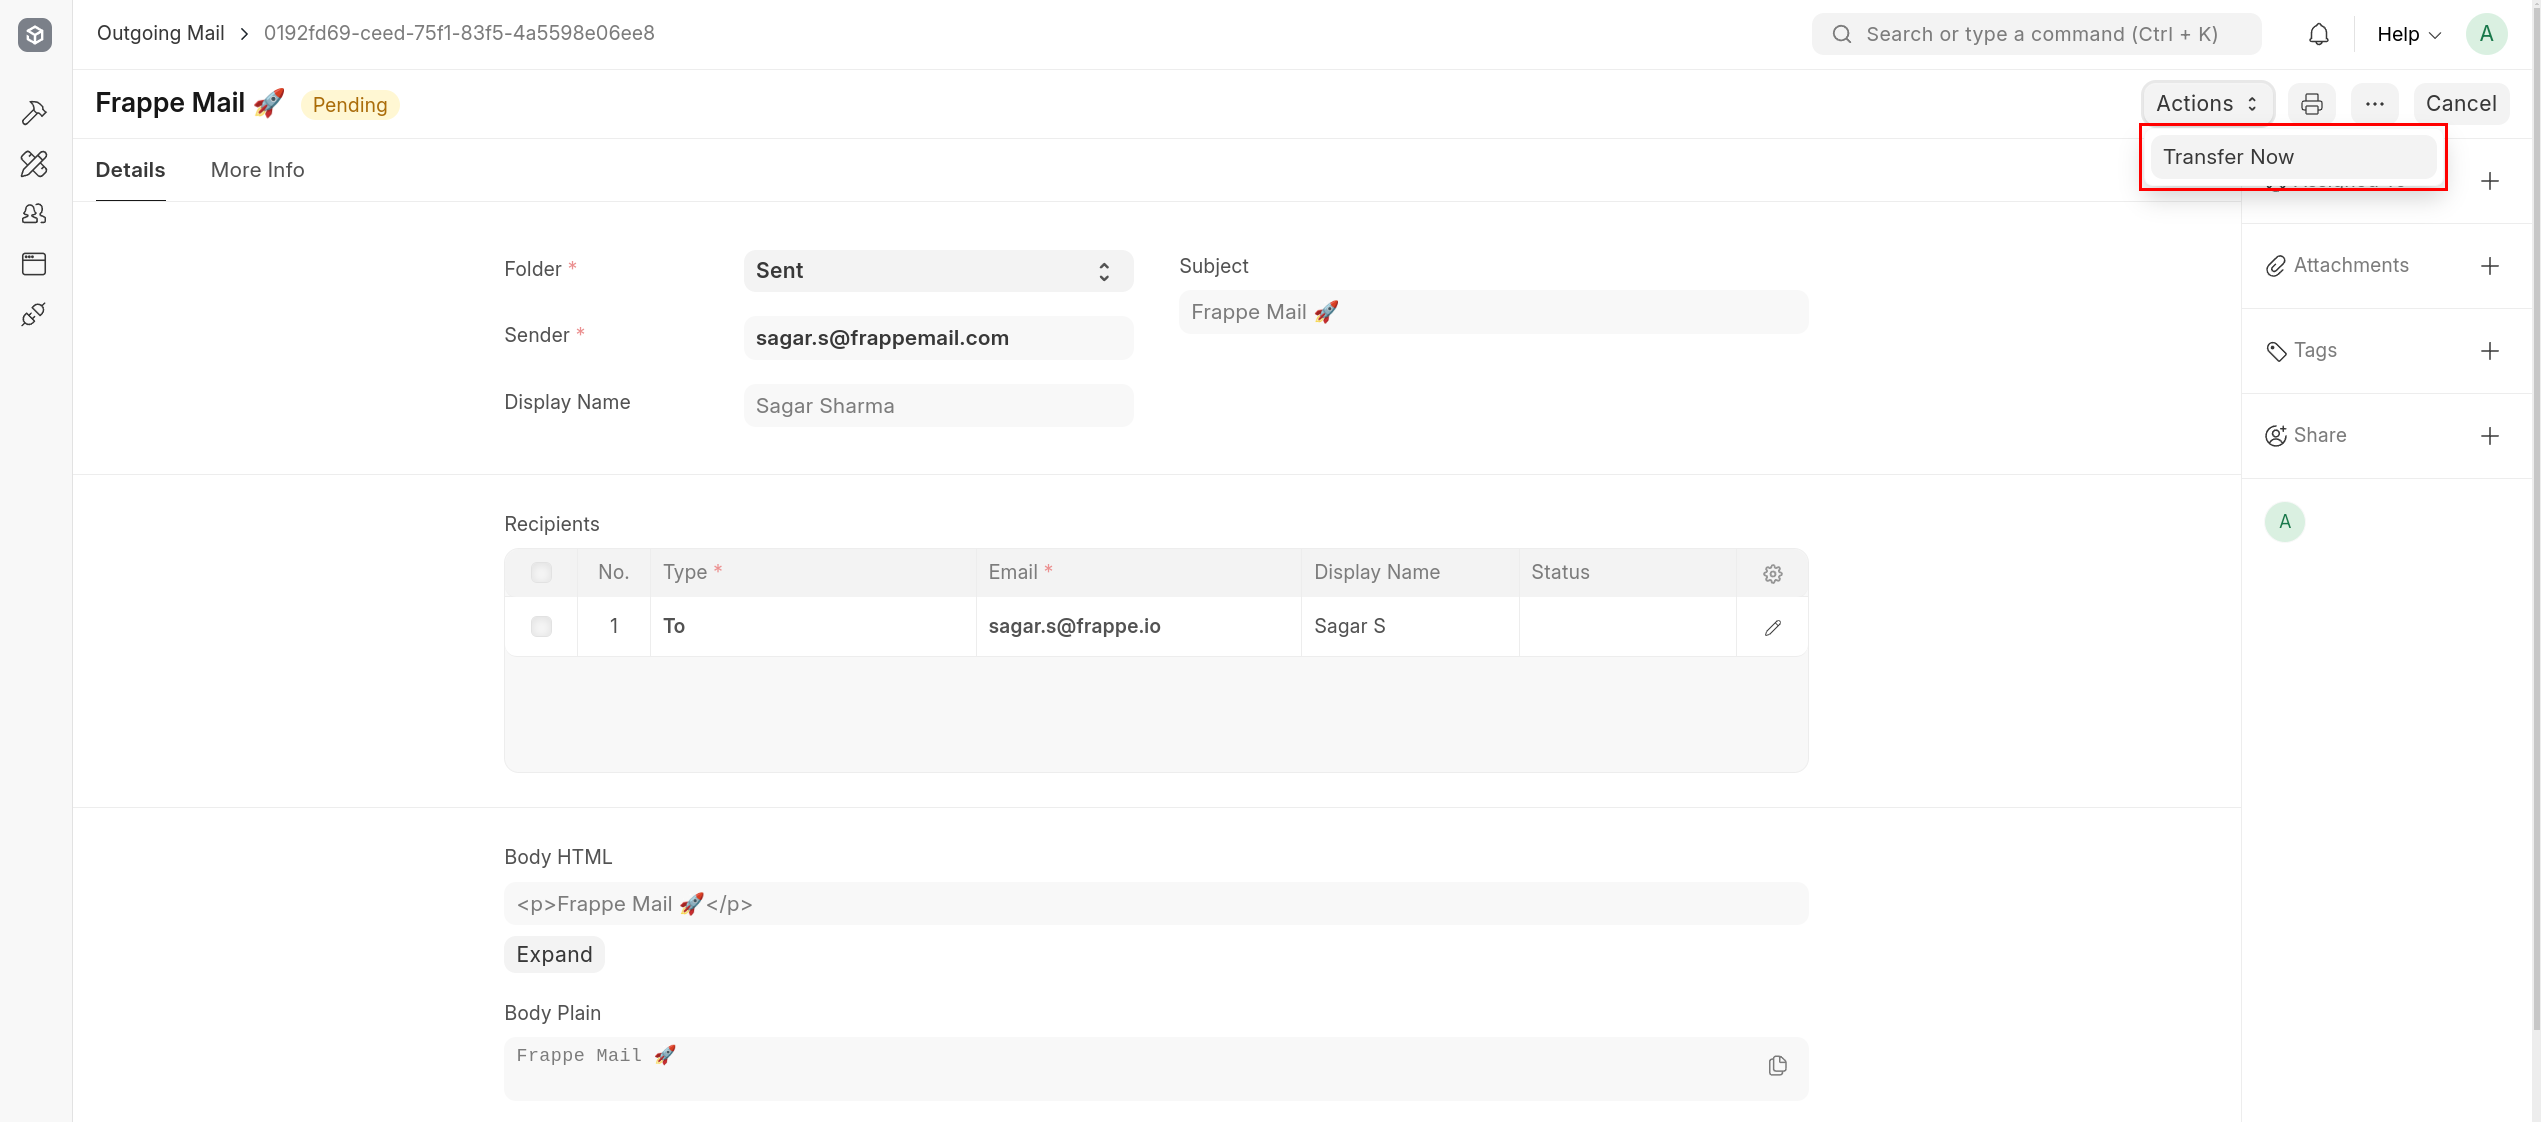 Outgoing Mail > 0192fd69-ceed-75f1-83f5-4a5598e06ee8
Search or type a command (Ctrl + K)
Help
A
Frappe Mail 🚀 Pending
Actions
Cancel
Transfer Now
Details More Info
Attachments
Tags
Share
A
Folder *
Sent
Sender *
sagar.s@frappemail.com
Display Name
Sagar Sharma
Subject
Frappe Mail 🚀
Recipients
No. Type * Email * Display Name Status
1 To sagar.s@frappe.io Sagar S
Body HTML
<p>Frappe Mail 🚀</p>
Expand
Body Plain
Frappe Mail 🚀